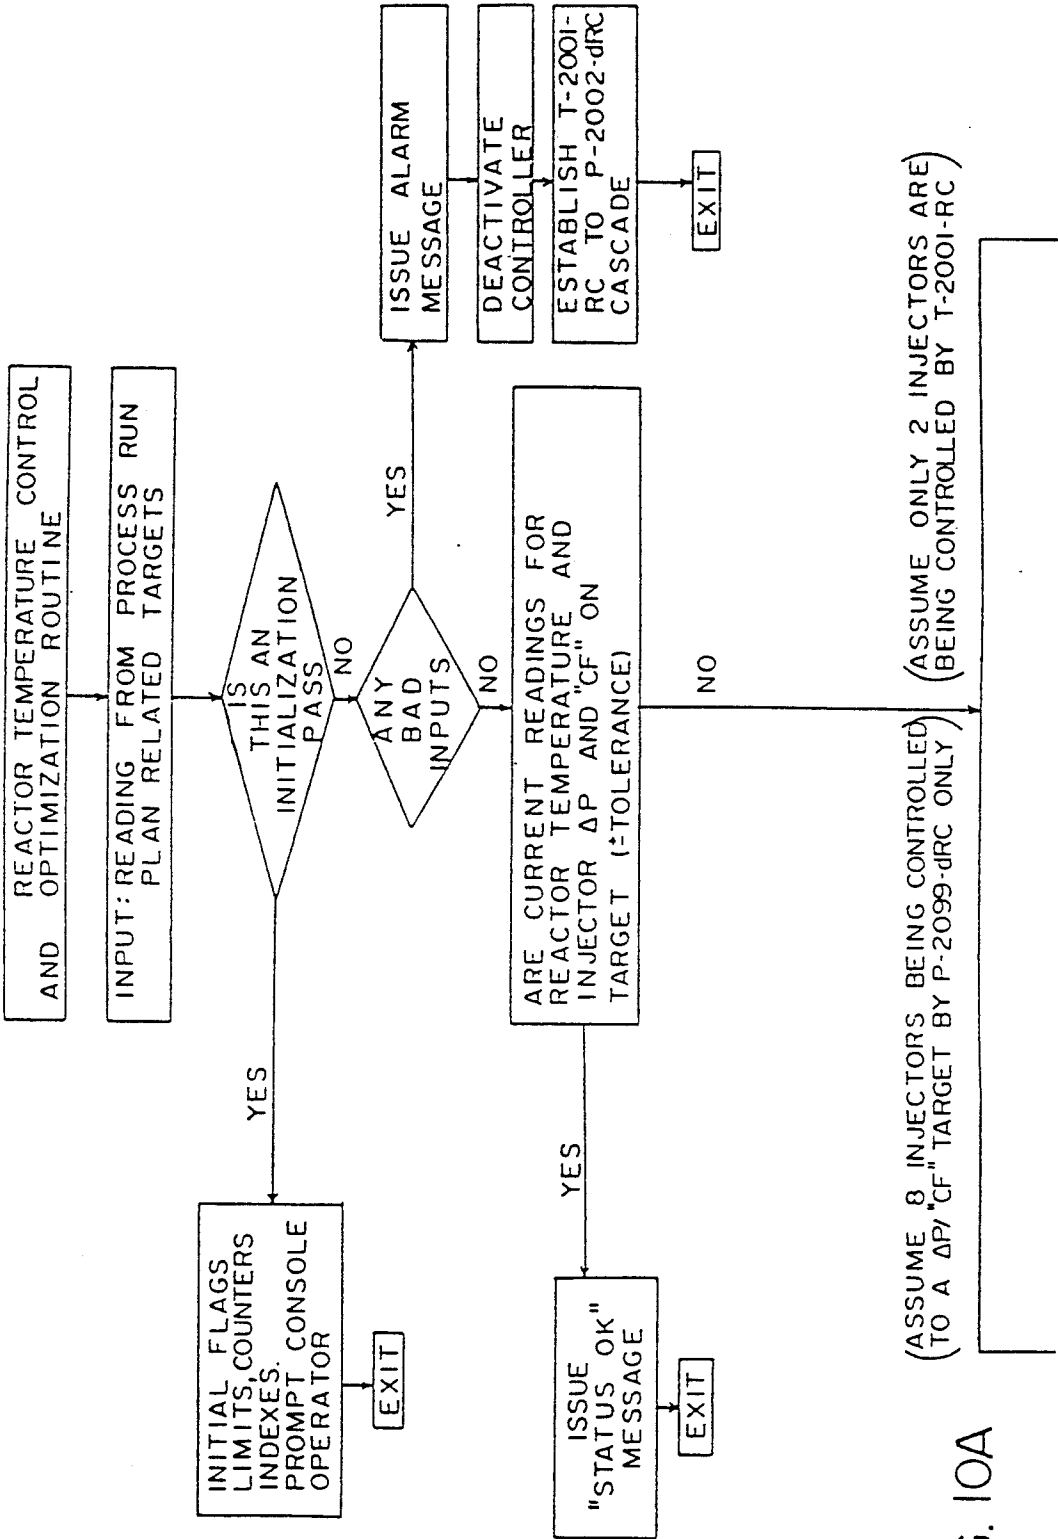 REACTOR TEMPERATURE CONTROL
AND OPTIMIZATION ROUTINE
INPUT: READING FROM PROCESS RUN
PLAN RELATED TARGETS
IS
THIS AN
INITIALIZATION
PASS
YES
NO
INITIAL FLAGS
LIMITS, COUNTERS
INDEXES.
PROMPT CONSOLE
OPERATOR
EXIT
ANY
BAD
INPUTS
YES
NO
ISSUE ALARM
MESSAGE
DEACTIVATE
CONTROLLER
ESTABLISH T-2001-
RC TO P-2002-dRC
CASCADE
EXIT
ARE CURRENT READINGS FOR
REACTOR TEMPERATURE AND
INJECTOR ΔP AND "CF" ON
TARGET (±TOLERANCE)
YES
NO
ISSUE
"STATUS OK"
MESSAGE
EXIT
(ASSUME 8 INJECTORS BEING CONTROLLED
TO A ΔP/"CF" TARGET BY P-2099-dRC ONLY)
(ASSUME ONLY 2 INJECTORS ARE
BEING CONTROLLED BY T-2001-RC)
G. 10A